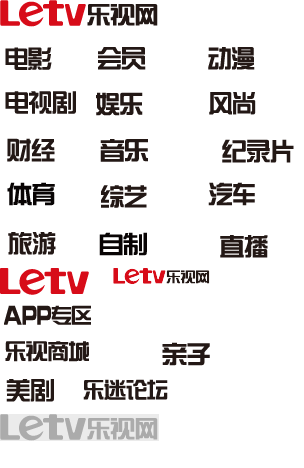 Letv乐视网
电影 会员 动漫
电视剧 娱乐 风尚
财经 音乐 纪录片
体育 综艺 汽车
旅游 自制 直播
Letv Letv乐视网
APP专区
乐视商城 亲子
美剧 乐迷论坛
Letv乐视网